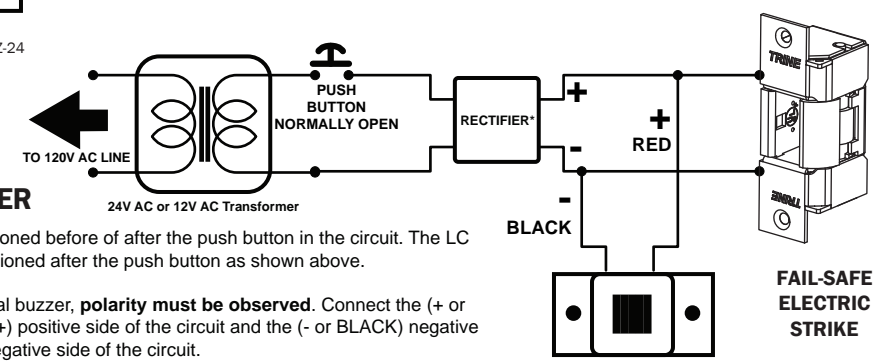 Z-24
PUSH
BUTTON
NORMALLY OPEN
RECTIFIER*
+
-
+
RED
-
BLACK
TRINE
TRINE
TO 120V AC LINE
24V AC or 12V AC Transformer
ER
oned before of after the push button in the circuit. The LC
ioned after the push button as shown above.
al buzzer, polarity must be observed. Connect the (+ or
+) positive side of the circuit and the (- or BLACK) negative
egative side of the circuit.
FAIL-SAFE
ELECTRIC
STRIKE